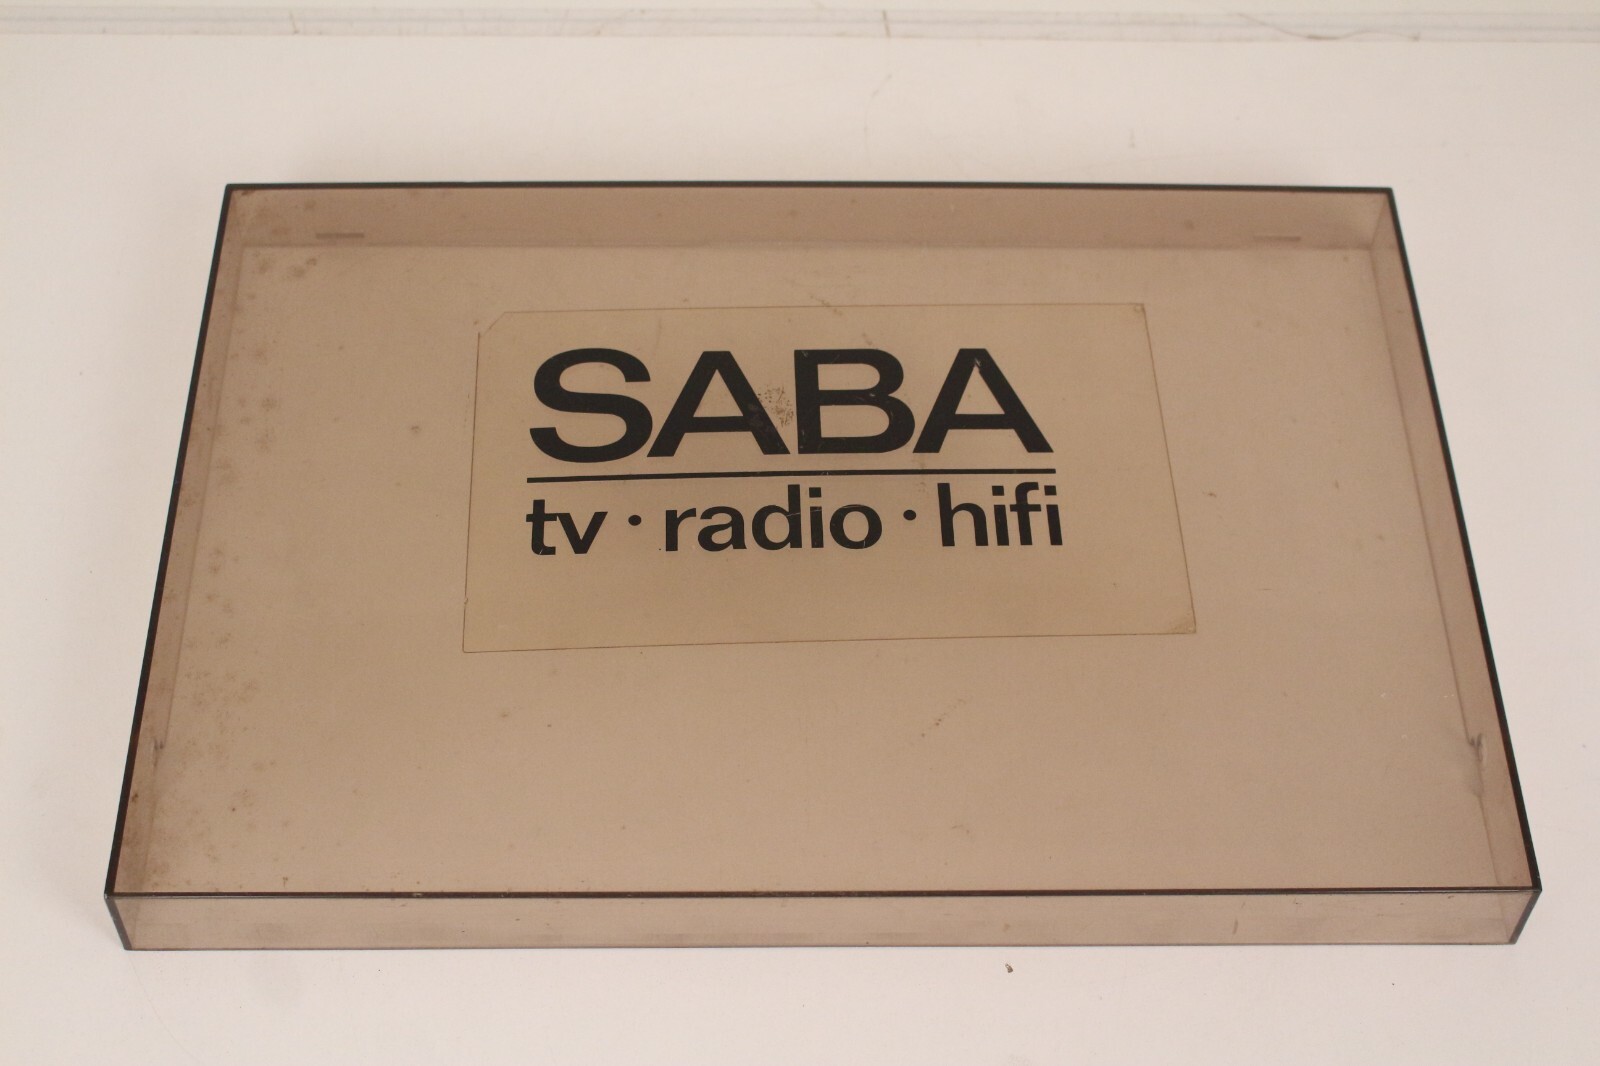 SABA
tv · radio · hifi